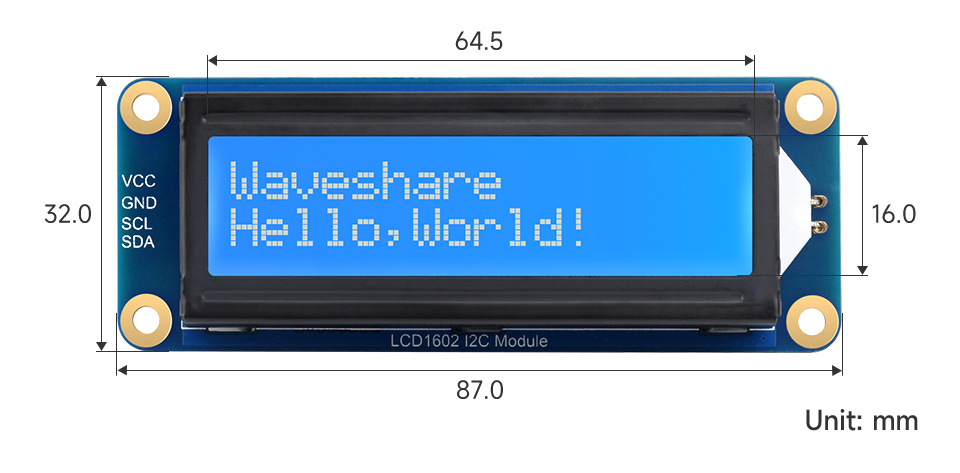 64.5
VCC
GND
SCL
SDA
32.0
Waveshare
Hello,World!
16.0
LCD1602 I2C Module
87.0
Unit: mm